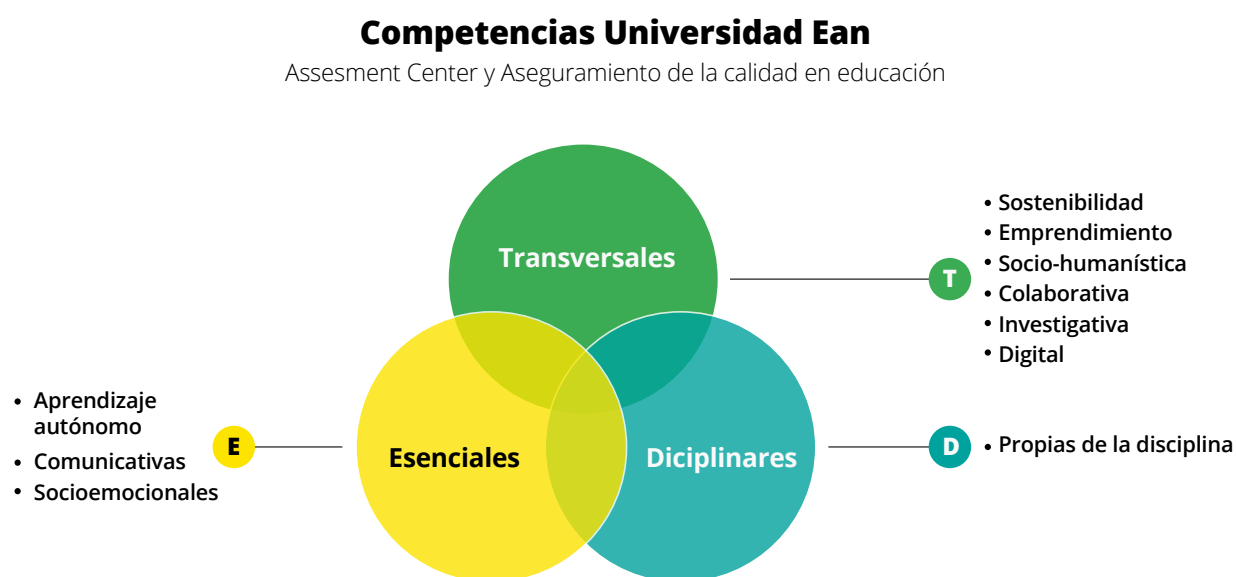 Competencias Universidad Ean
Assesment Center y Aseguramiento de la calidad en educación
Transversales
T
• Sostenibilidad
• Emprendimiento
• Socio-humanística
• Colaborativa
• Investigativa
• Digital
• Aprendizaje
autónomo
• Comunicativas
• Socioemocionales
E
Esenciales
Diciplinares
D
• Propias de la disciplina